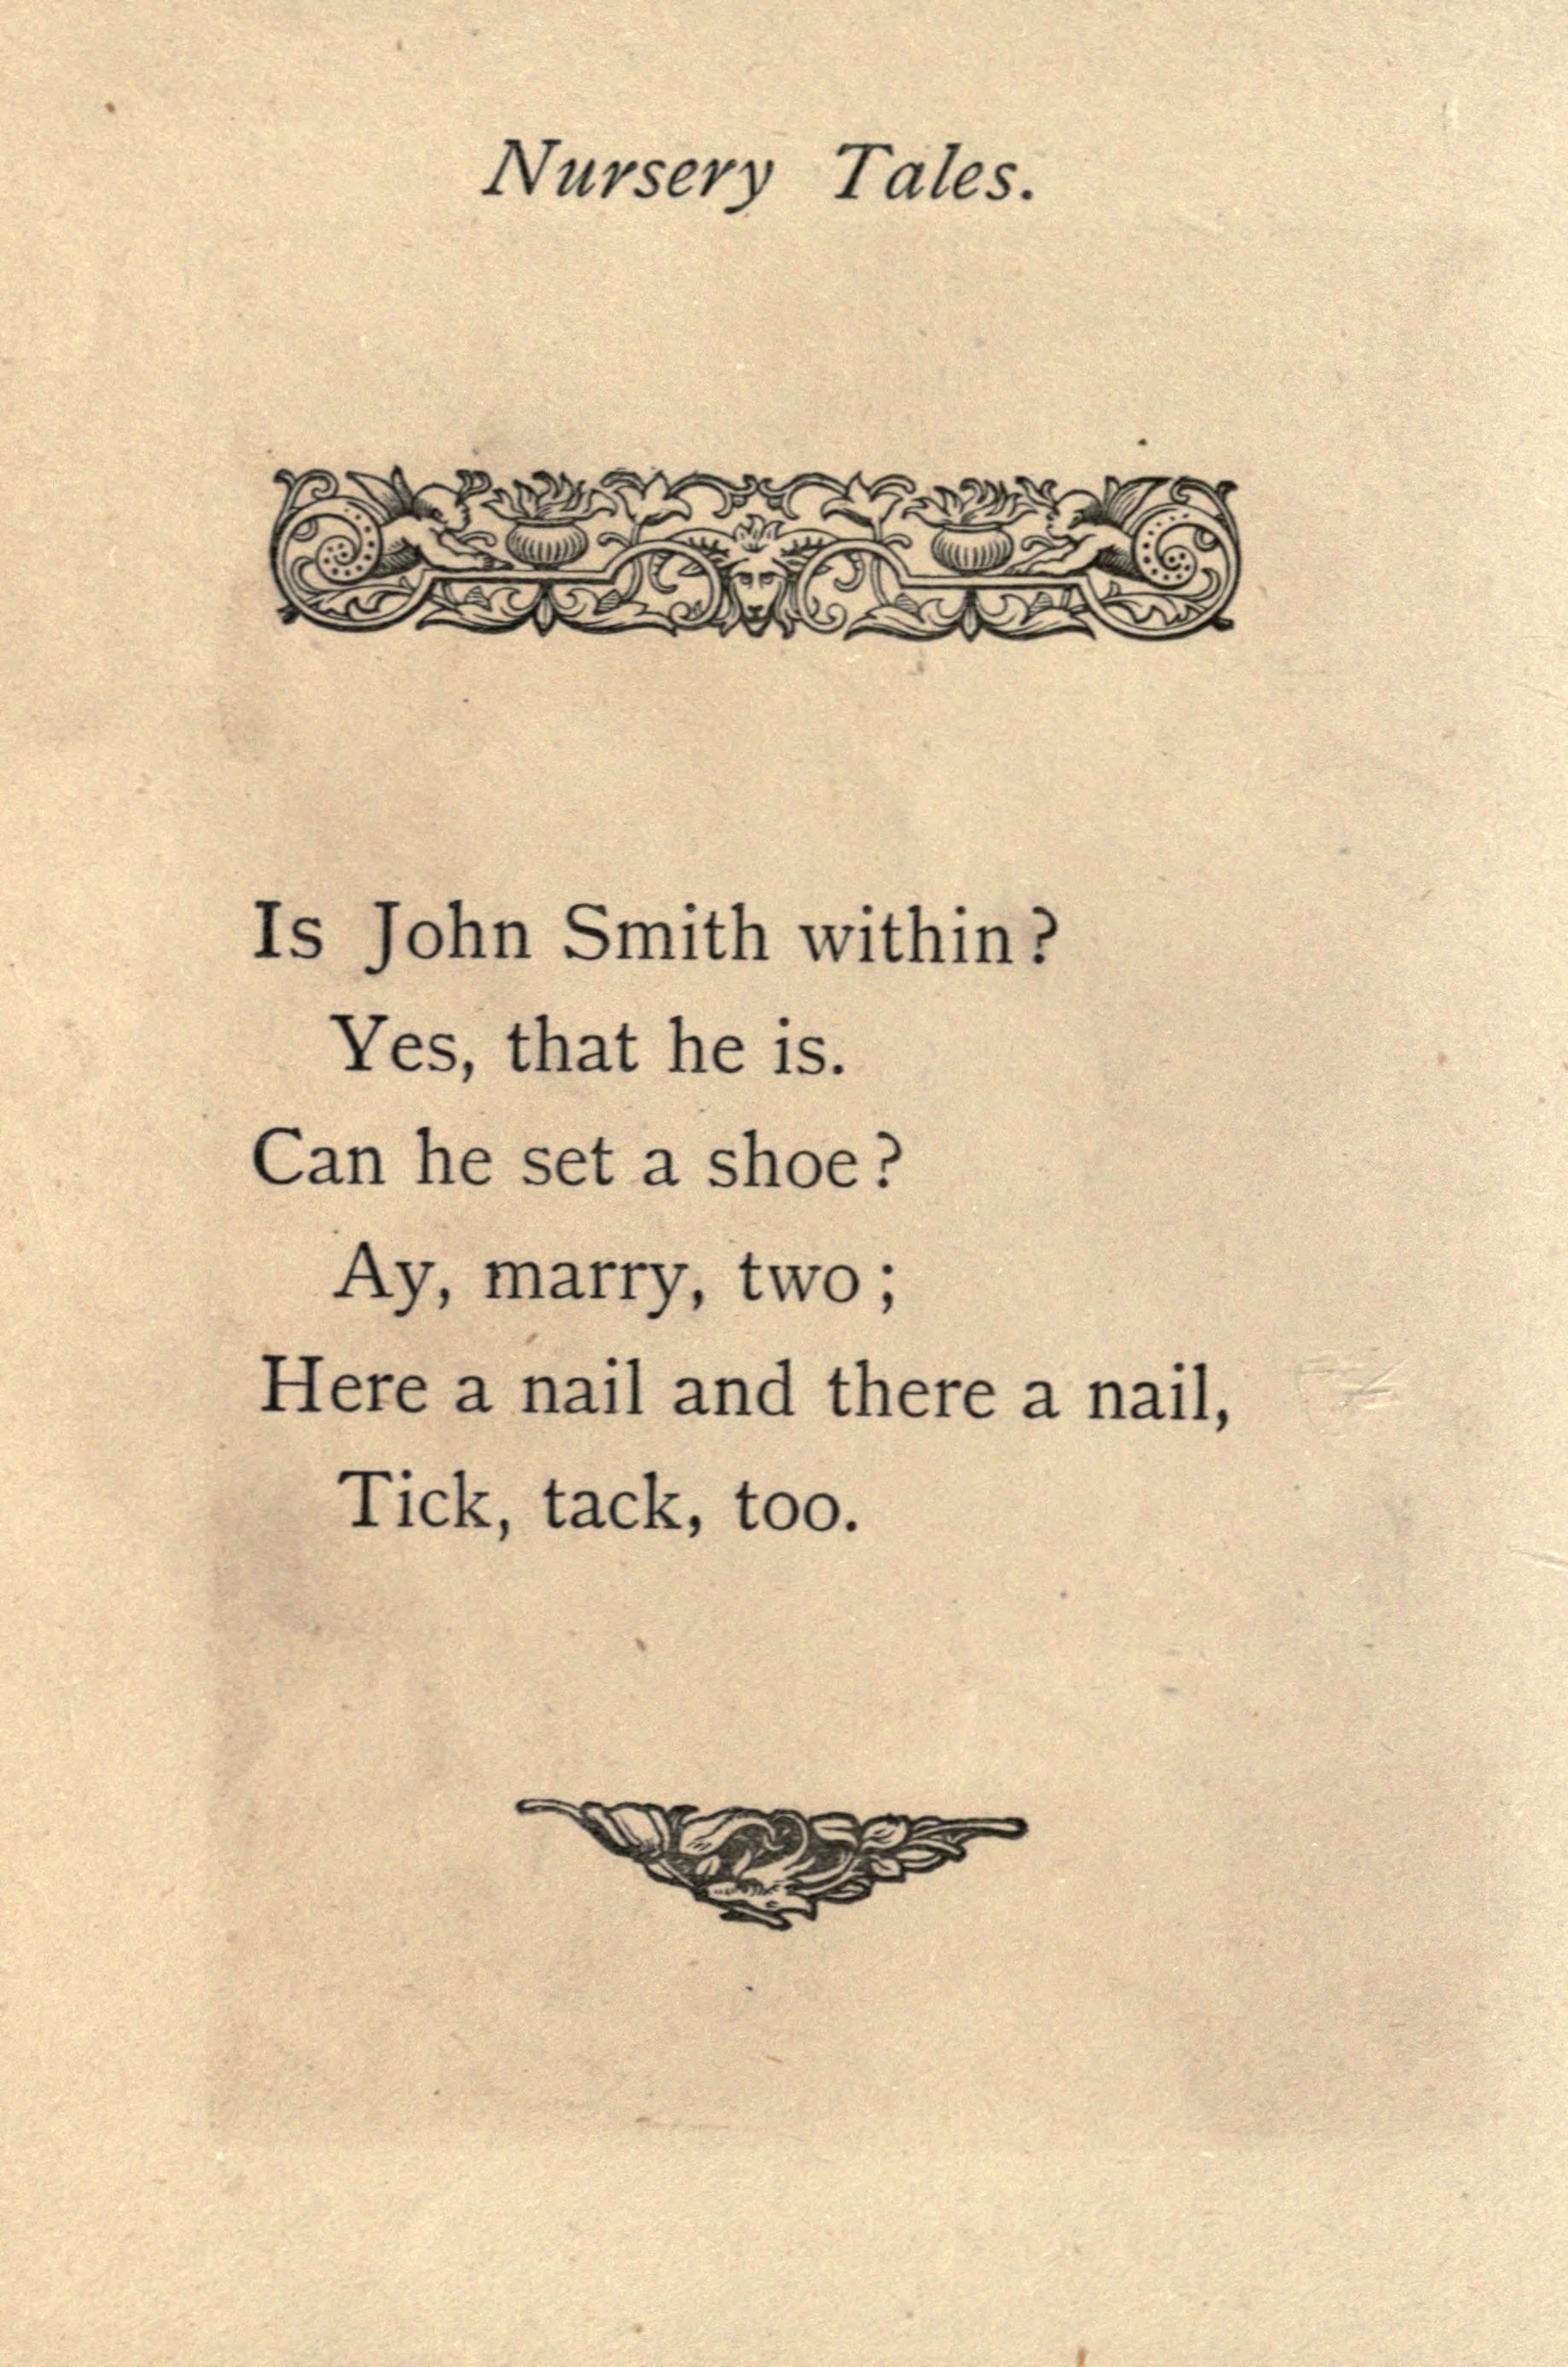 Nursery Tales.
Is John Smith within?
Yes, that he is.
Can he set a shoe?
Ay, marry, two;
Here a nail and there a nail,
Tick, tack, too.